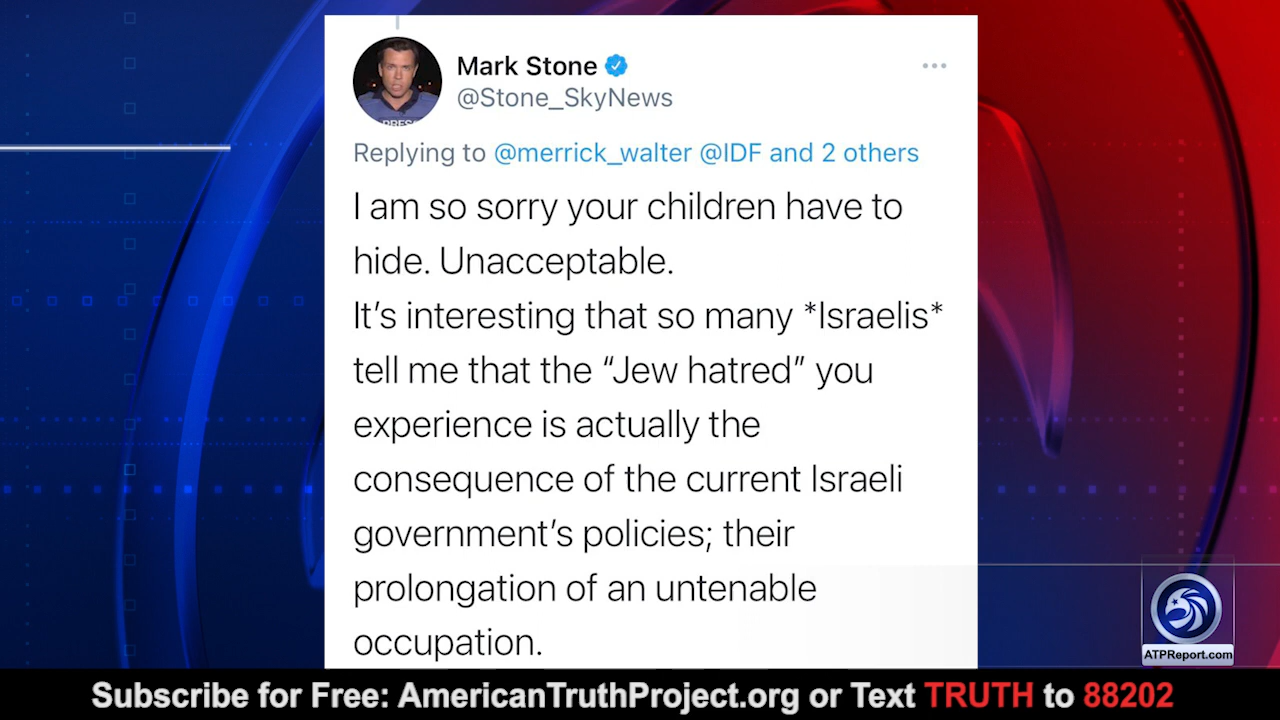 Mark Stone
@Stone_SkyNews
Replying to @merrick_walter @IDF and 2 others
I am so sorry your children have to
hide. Unacceptable.
It’s interesting that so many *Israelis*
tell me that the “Jew hatred” you
experience is actually the
consequence of the current Israeli
government’s policies; their
prolongation of an untenable
occupation.
PRESS
ATPReport.com
Subscribe for Free: AmericanTruthProject.org or Text TRUTH to 88202